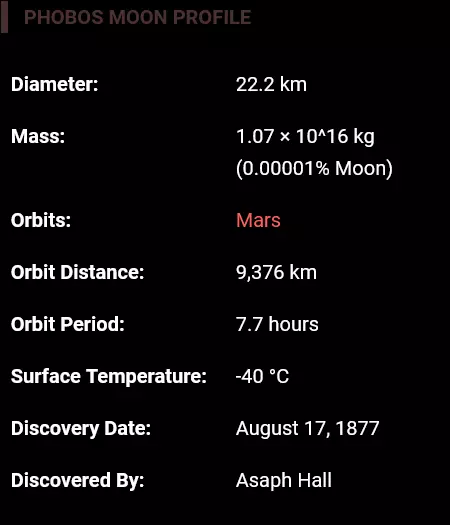 PHOBOS MOON PROFILE
Diameter: 22.2 km
Mass: 1.07 × 10^16 kg
(0.00001% Moon)
Orbits: Mars
Orbit Distance: 9,376 km
Orbit Period: 7.7 hours
Surface Temperature: -40 °C
Discovery Date: August 17, 1877
Discovered By: Asaph Hall